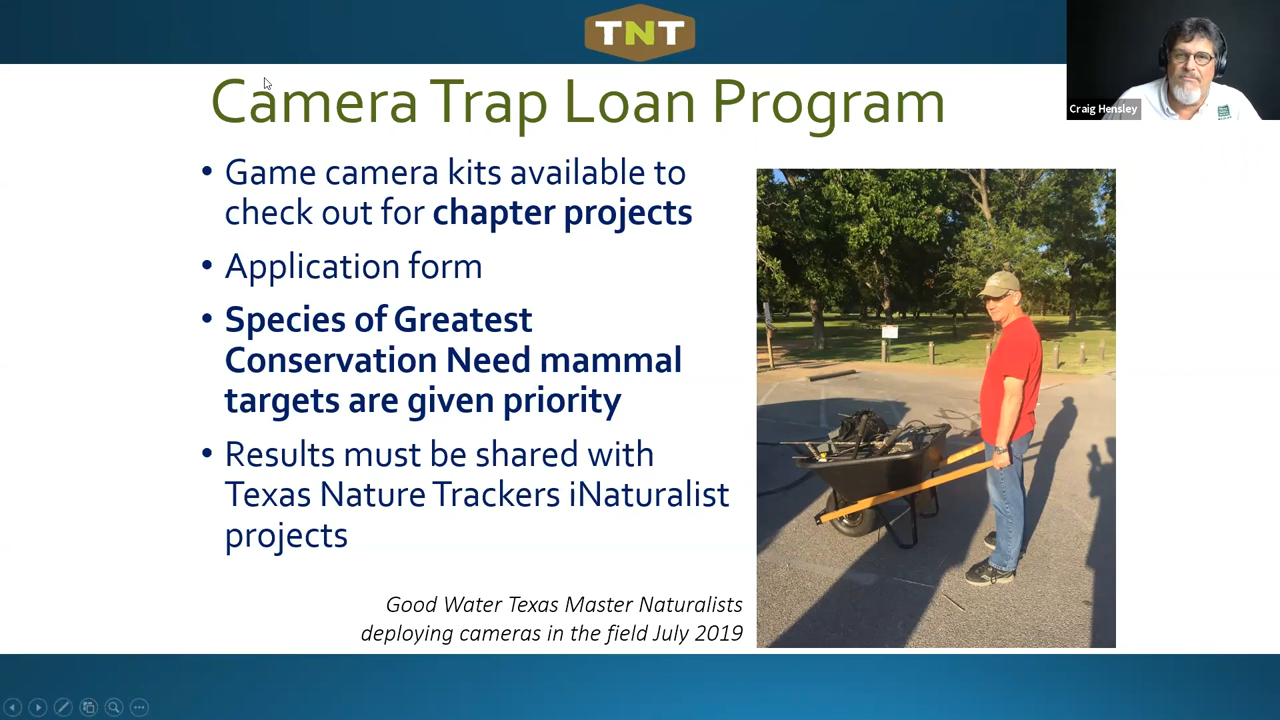 TNT
Craig Hensley
Camera Trap Loan Program
• Game camera kits available to
check out for chapter projects
• Application form
• Species of Greatest
Conservation Need mammal
targets are given priority
• Results must be shared with
Texas Nature Trackers iNaturalist
projects
Good Water Texas Master Naturalists
deploying cameras in the field July 2019